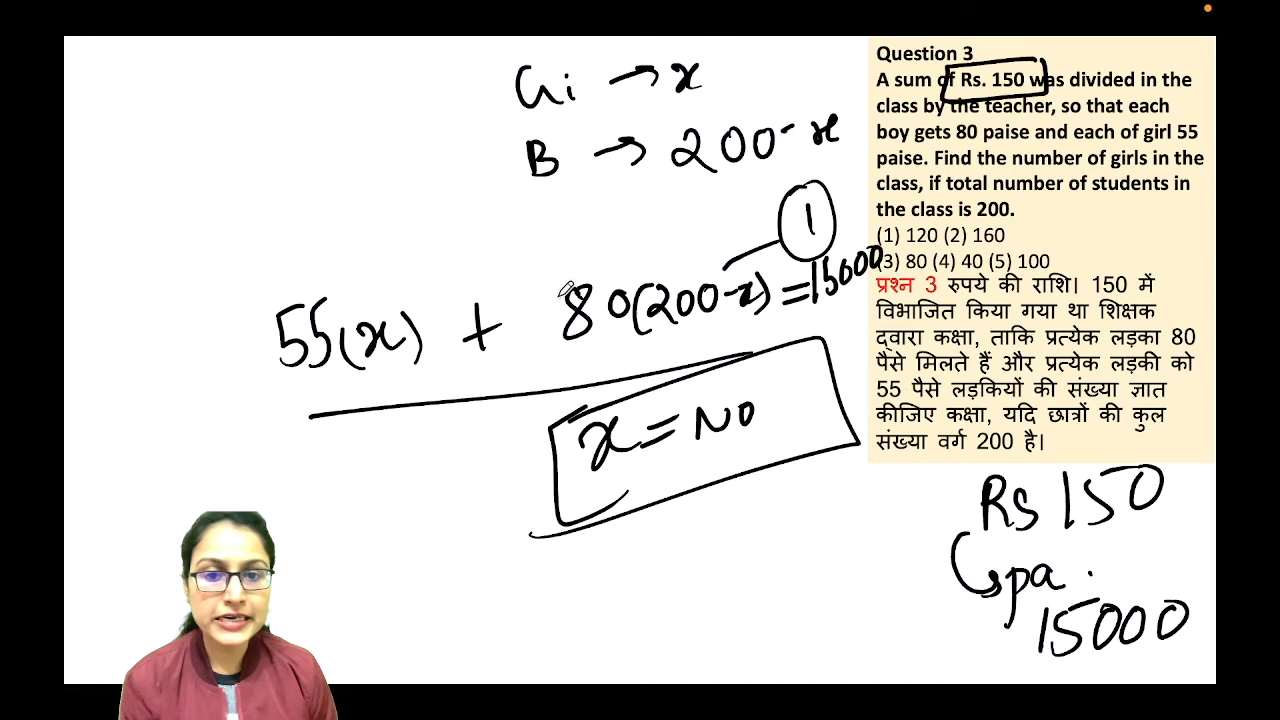 Gi → x
B → 200-x
1
55(x) + 80(200-x) = 15000
x = NO
Question 3
A sum of Rs. 150 was divided in the
class by the teacher, so that each
boy gets 80 paise and each of girl 55
paise. Find the number of girls in the
class, if total number of students in
the class is 200.
(1) 120 (2) 160
(3) 80 (4) 40 (5) 100
प्रश्न 3 रुपये की राशि। 150 में
विभाजित किया गया था शिक्षक
द्वारा कक्षा, ताकि प्रत्येक लड़का 80
पैसे मिलते हैं और प्रत्येक लड़की को
55 पैसे लड़कियों की संख्या ज्ञात
कीजिए कक्षा, यदि छात्रों की कुल
संख्या वर्ग 200 है।
Rs 150
pa.
15000